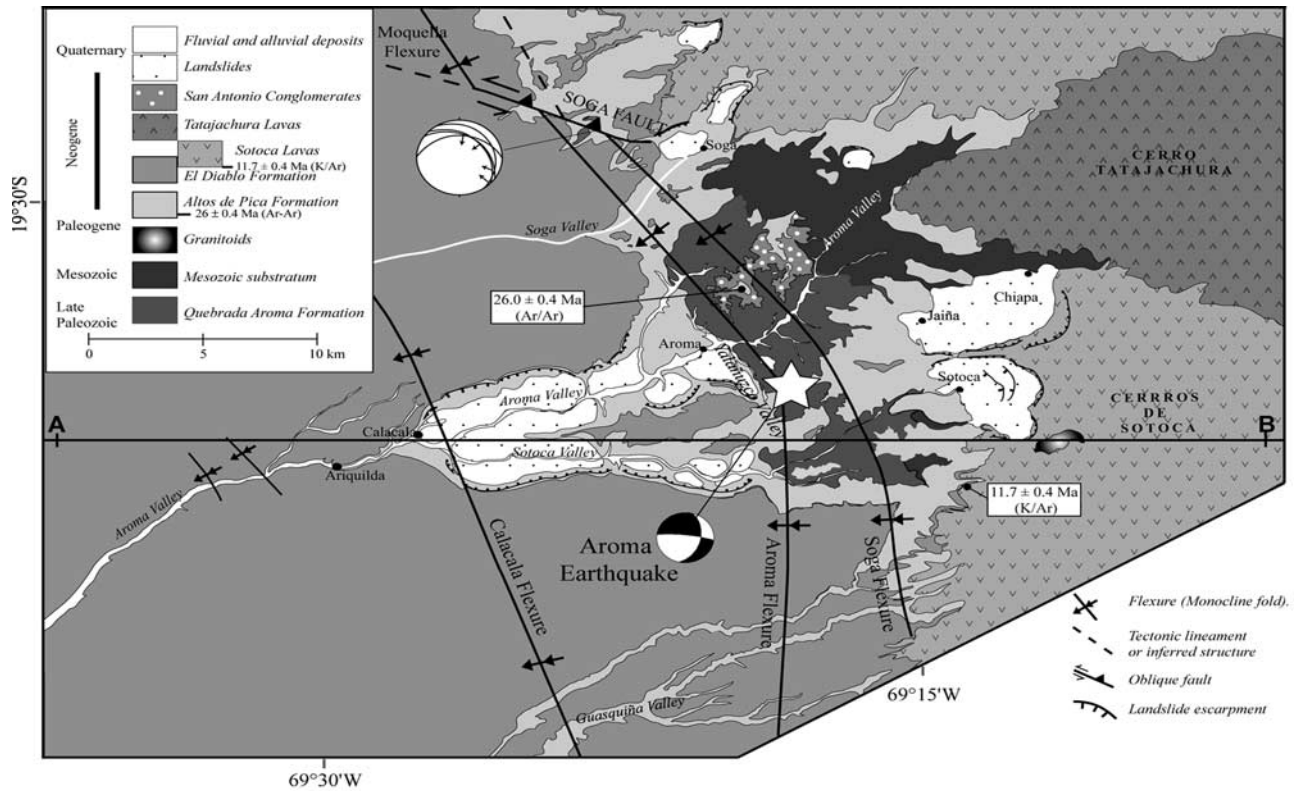 Quaternary
Fluvial and alluvial deposits
Landslides
San Antonio Conglomerates
Tatajachura Lavas
Neogene
Sotoca Lavas
11.7 ± 0.4 Ma (K/Ar)
El Diablo Formation
Altos de Pica Formation
26 ± 0.4 Ma (Ar-Ar)
Paleogene
Granitoids
Mesozoic
Mesozoic substratum
Late
Paleozoic
Quebrada Aroma Formation
0
5
10 km
Moquella
Flexure
SOGA FAULT
Soga
CERRO
TATAJACHURA
19°30'S
Soga Valley
Aroma Valley
26.0 ± 0.4 Ma
(Ar/Ar)
Chiapa
Jaiña
Aroma
Sotoca
Aroma Valley
CERRROS
DE
SOTOCA
A
B
Calacala
Sotoca Valley
Ariquilda
Aroma Valley
11.7 ± 0.4 Ma
(K/Ar)
Aroma
Earthquake
Calacala Flexure
Aroma Flexure
Soga Flexure
Guasquiña Valley
Flexure (Monocline fold).
Tectonic lineament
or inferred structure
Oblique fault
Landslide escarpment
69°15'W
69°30'W